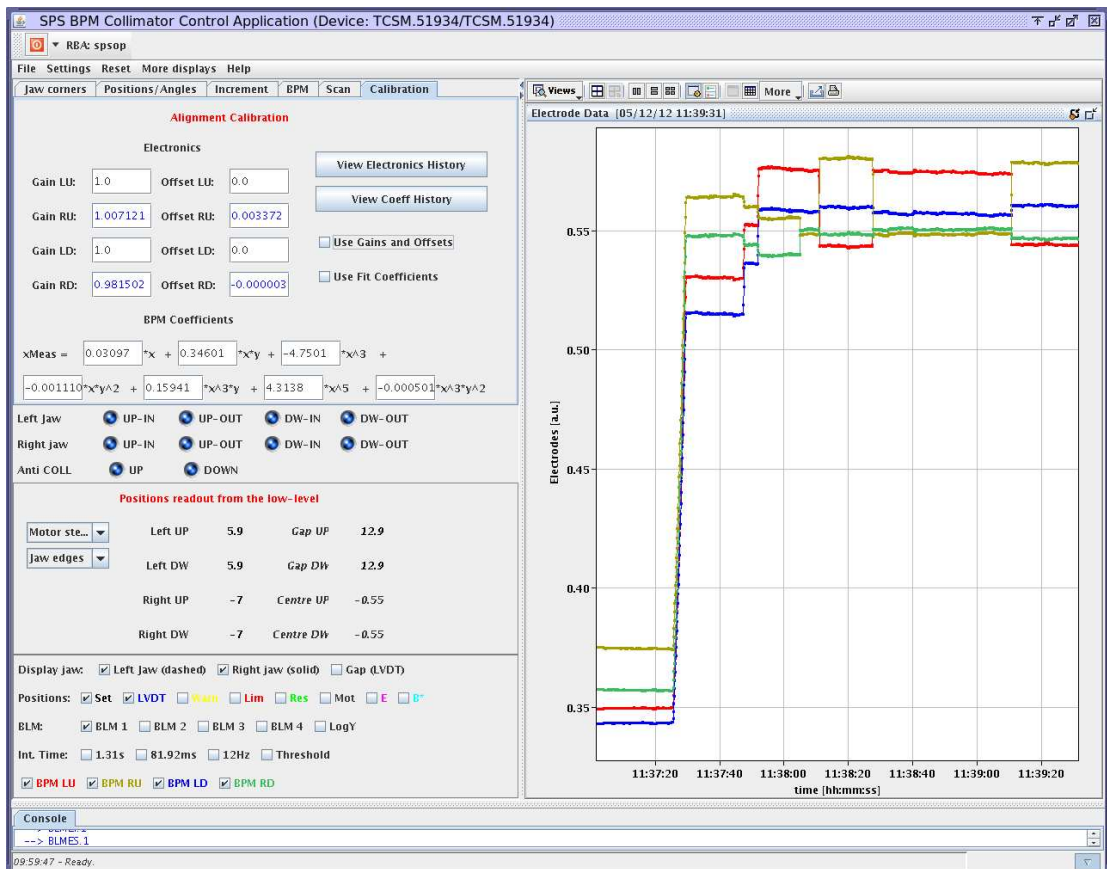 SPS BPM Collimator Control Application (Device: TCSM.51934/TCSM.51934)
RBA: spsop
File Settings Reset More displays Help
Jaw corners Positions/Angles Increment BPM Scan Calibration
Alignment Calibration
Electronics
View Electronics History
Gain LU: 1.0 Offset LU: 0.0
View Coeff History
Gain RU: 1.007121 Offset RU: 0.003372
Use Gains and Offsets
Gain LD: 1.0 Offset LD: 0.0
Use Fit Coefficients
Gain RD: 0.981502 Offset RD: -0.000003
BPM Coefficients
xMeas = 0.03097 *x + 0.34601 *x*y + -4.7501 *x^3 +
-0.001110 *x*y^2 + 0.15941 *x^3*y + 4.3138 *x^5 + -0.000501 *x^3*y^2
Left Jaw UP-IN UP-OUT DW-IN DW-OUT
Right jaw UP-IN UP-OUT DW-IN DW-OUT
Anti COLL UP DOWN
Positions readout from the low-level
Motor ste... Left UP 5.9 Gap UP 12.9
Jaw edges Left DW 5.9 Gap DW 12.9
Right UP -7 Centre UP -0.55
Right DW -7 Centre DW -0.55
Display jaw: Left Jaw (dashed) Right jaw (solid) Gap (LVDT)
Positions: Set LVDT Warn Lim Res Mot E B*
BLM: BLM 1 BLM 2 BLM 3 BLM 4 LogY
Int. Time: 1.31s 81.92ms 12Hz Threshold
BPM LU BPM RU BPM LD BPM RD
Views More
Electrode Data [05/12/12 11:39:31]
0.55
0.50
0.45
0.40
0.35
Electrodes [a.u.]
11:37:20 11:37:40 11:38:00 11:38:20 11:38:40 11:39:00 11:39:20
time [hh:mm:ss]
Console
--> BLMES.1
09:59:47 - Ready.